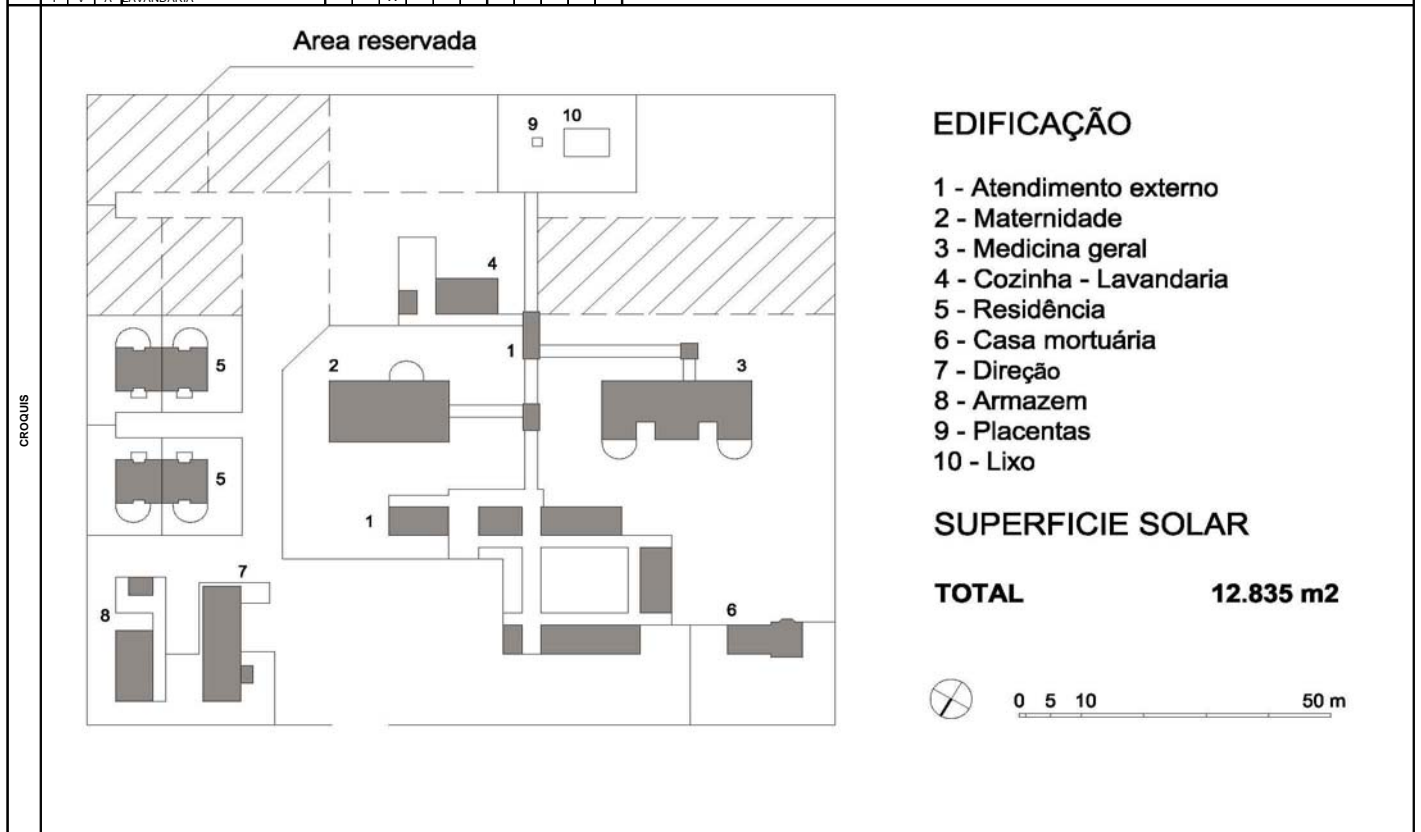 LAVANDARIA
Area reservada
9
10
4
1
2
3
5
5
1
7
8
6
CROQUIS
EDIFICAÇÃO
1 - Atendimento externo
2 - Maternidade
3 - Medicina geral
4 - Cozinha - Lavandaria
5 - Residência
6 - Casa mortuária
7 - Direção
8 - Armazem
9 - Placentas
10 - Lixo
SUPERFICIE SOLAR
TOTAL 12.835 m2
0 5 10 50 m